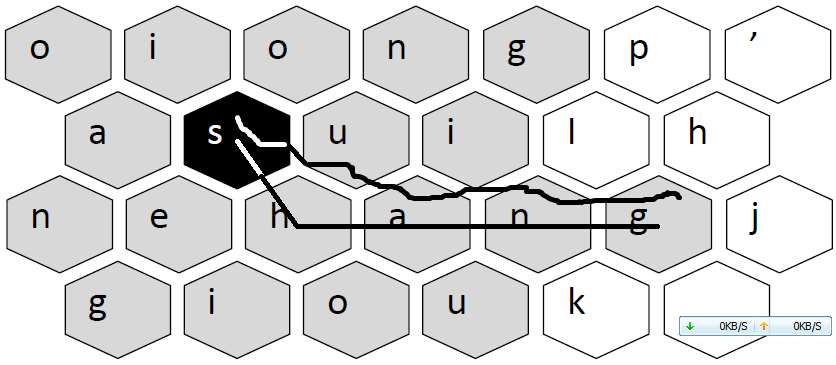 o i o n g p ’
a s u i l h
n e h a n g j
g i o u k
0KB/S 0KB/S